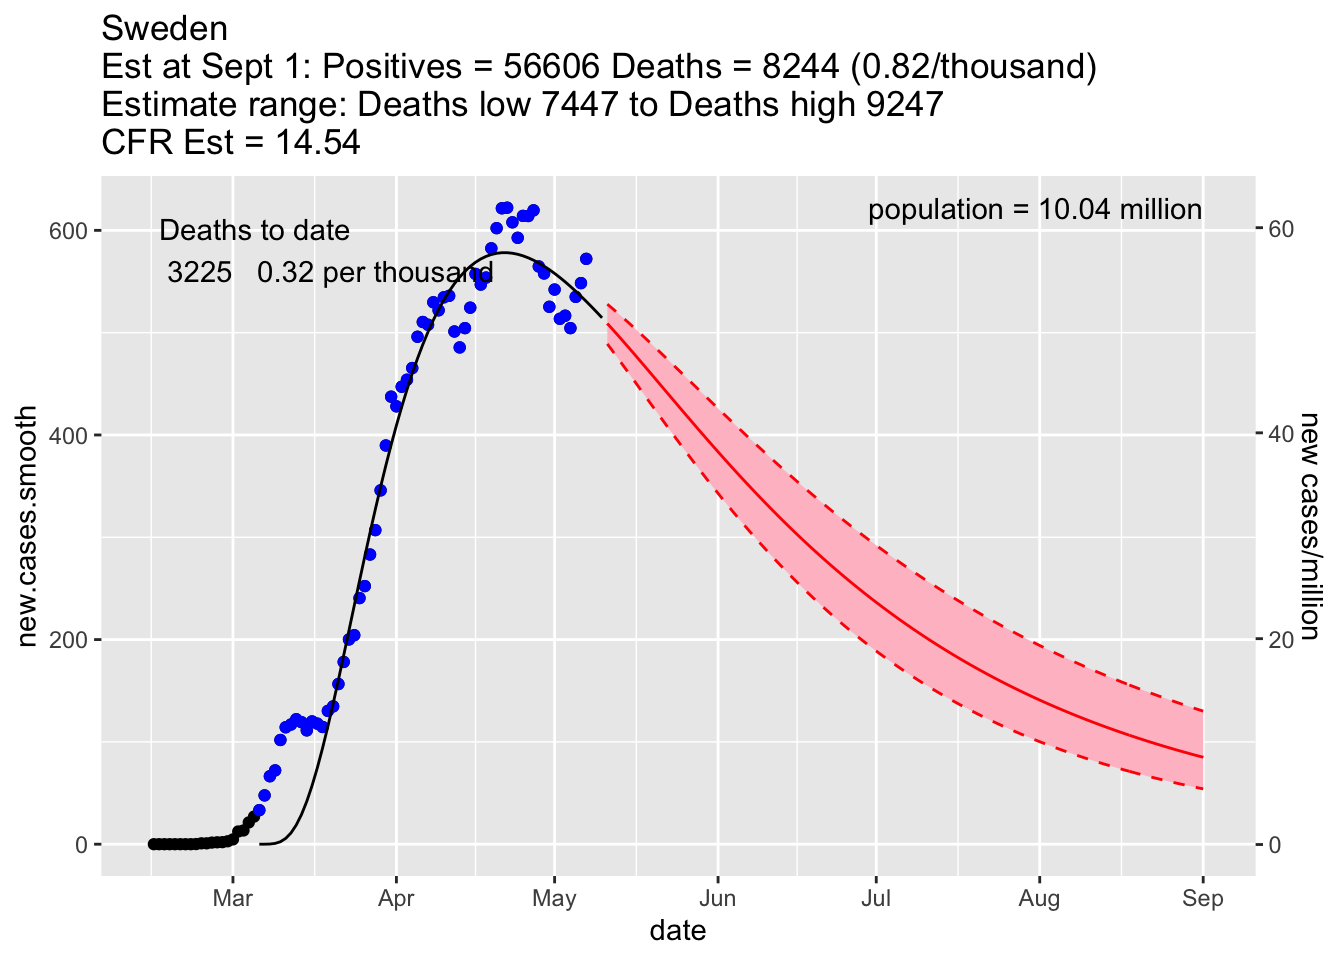 Sweden
Est at Sept 1: Positives = 56606 Deaths = 8244 (0.82/thousand)
Estimate range: Deaths low 7447 to Deaths high 9247
CFR Est = 14.54
population = 10.04 million
Deaths to date
3225   0.32 per thousand
600
400
200
0
new.cases.smooth
60
40
20
0
new cases/million
Mar
Apr
May
Jun
Jul
Aug
Sep
date